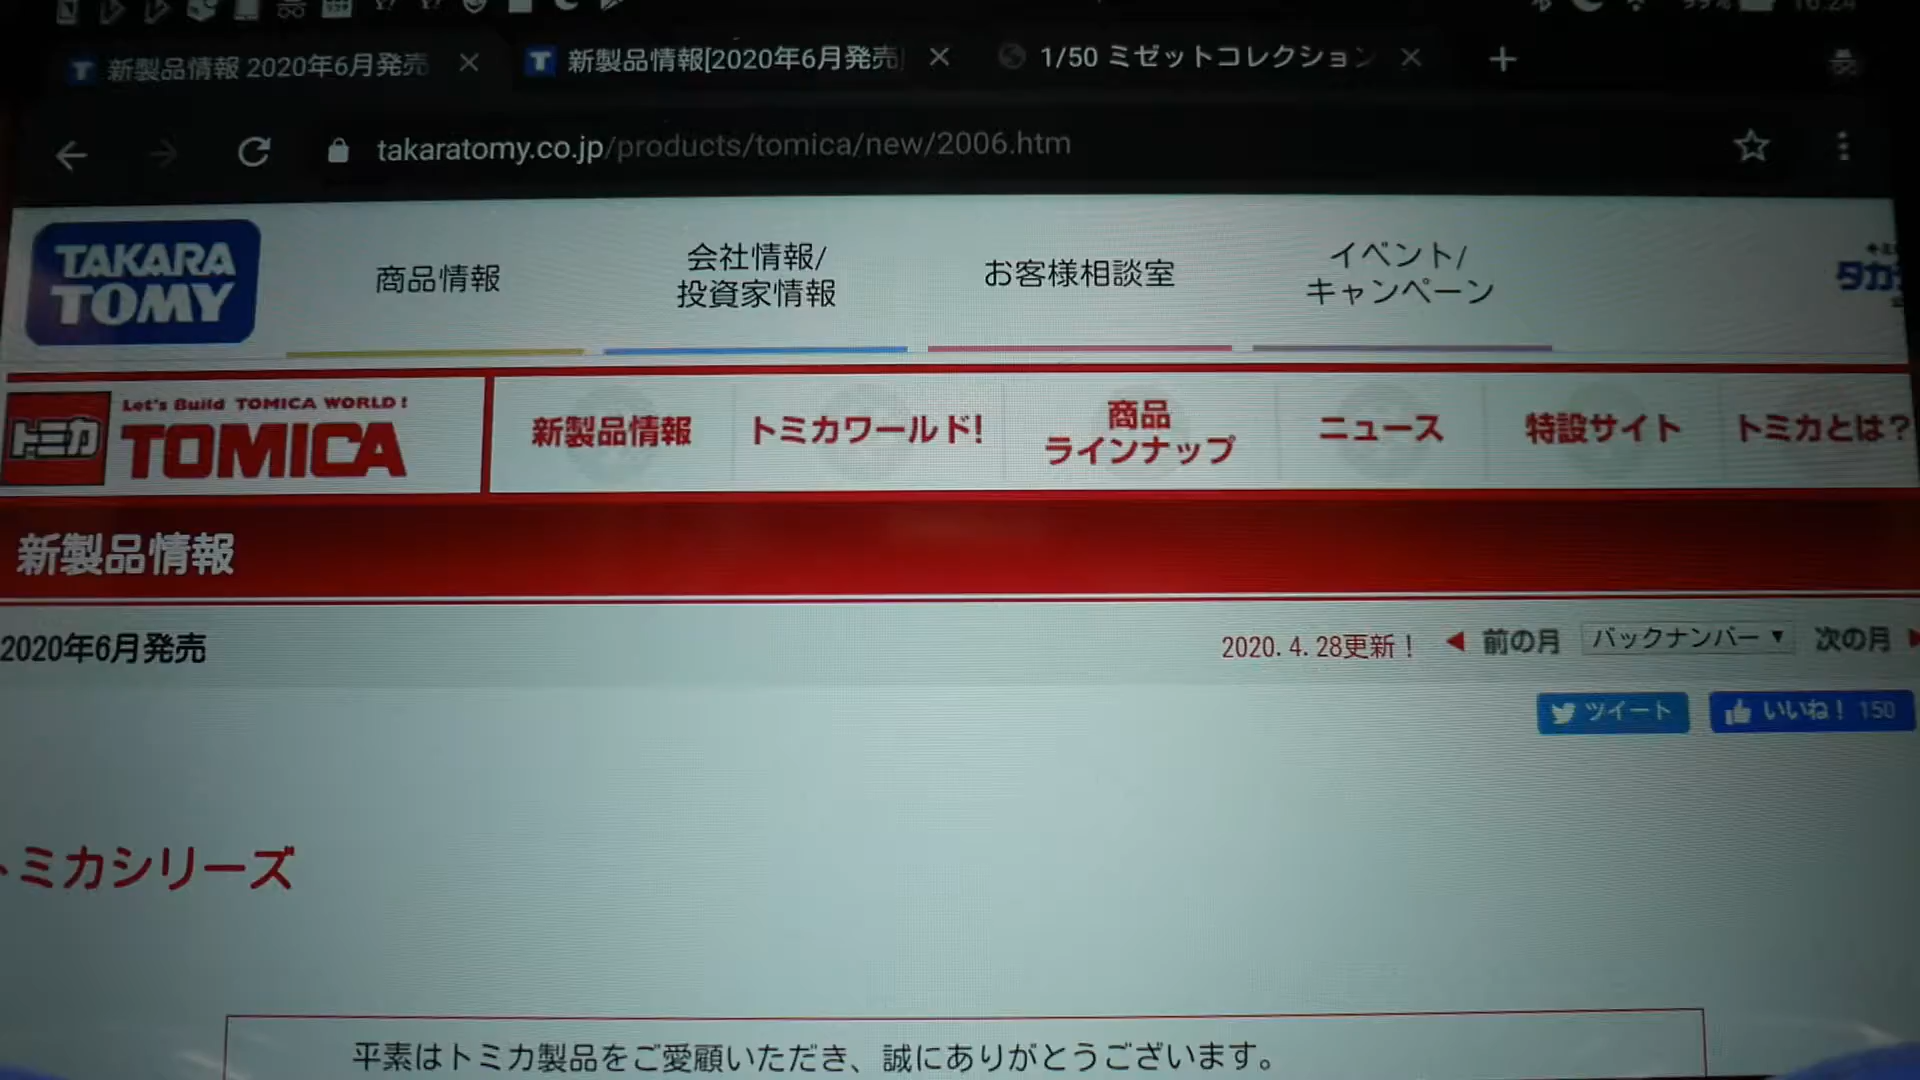 新製品情報 2020年6月発売
新製品情報[2020年6月発売]
1/50 ミゼットコレクション
takaratomy.co.jp/products/tomica/new/2006.htm
TAKARA
TOMY
商品情報
会社情報/
投資家情報
お客様相談室
イベント/
キャンペーン
トミカ
Let's Build TOMICA WORLD!
TOMICA
新製品情報
トミカワールド!
商品
ラインナップ
ニュース
特設サイト
トミカとは?
新製品情報
2020年6月発売
2020.4.28更新!
前の月
バックナンバー
次の月
ツイート
いいね! 150
トミカシリーズ
平素はトミカ製品をご愛顧いただき、誠にありがとうございます。